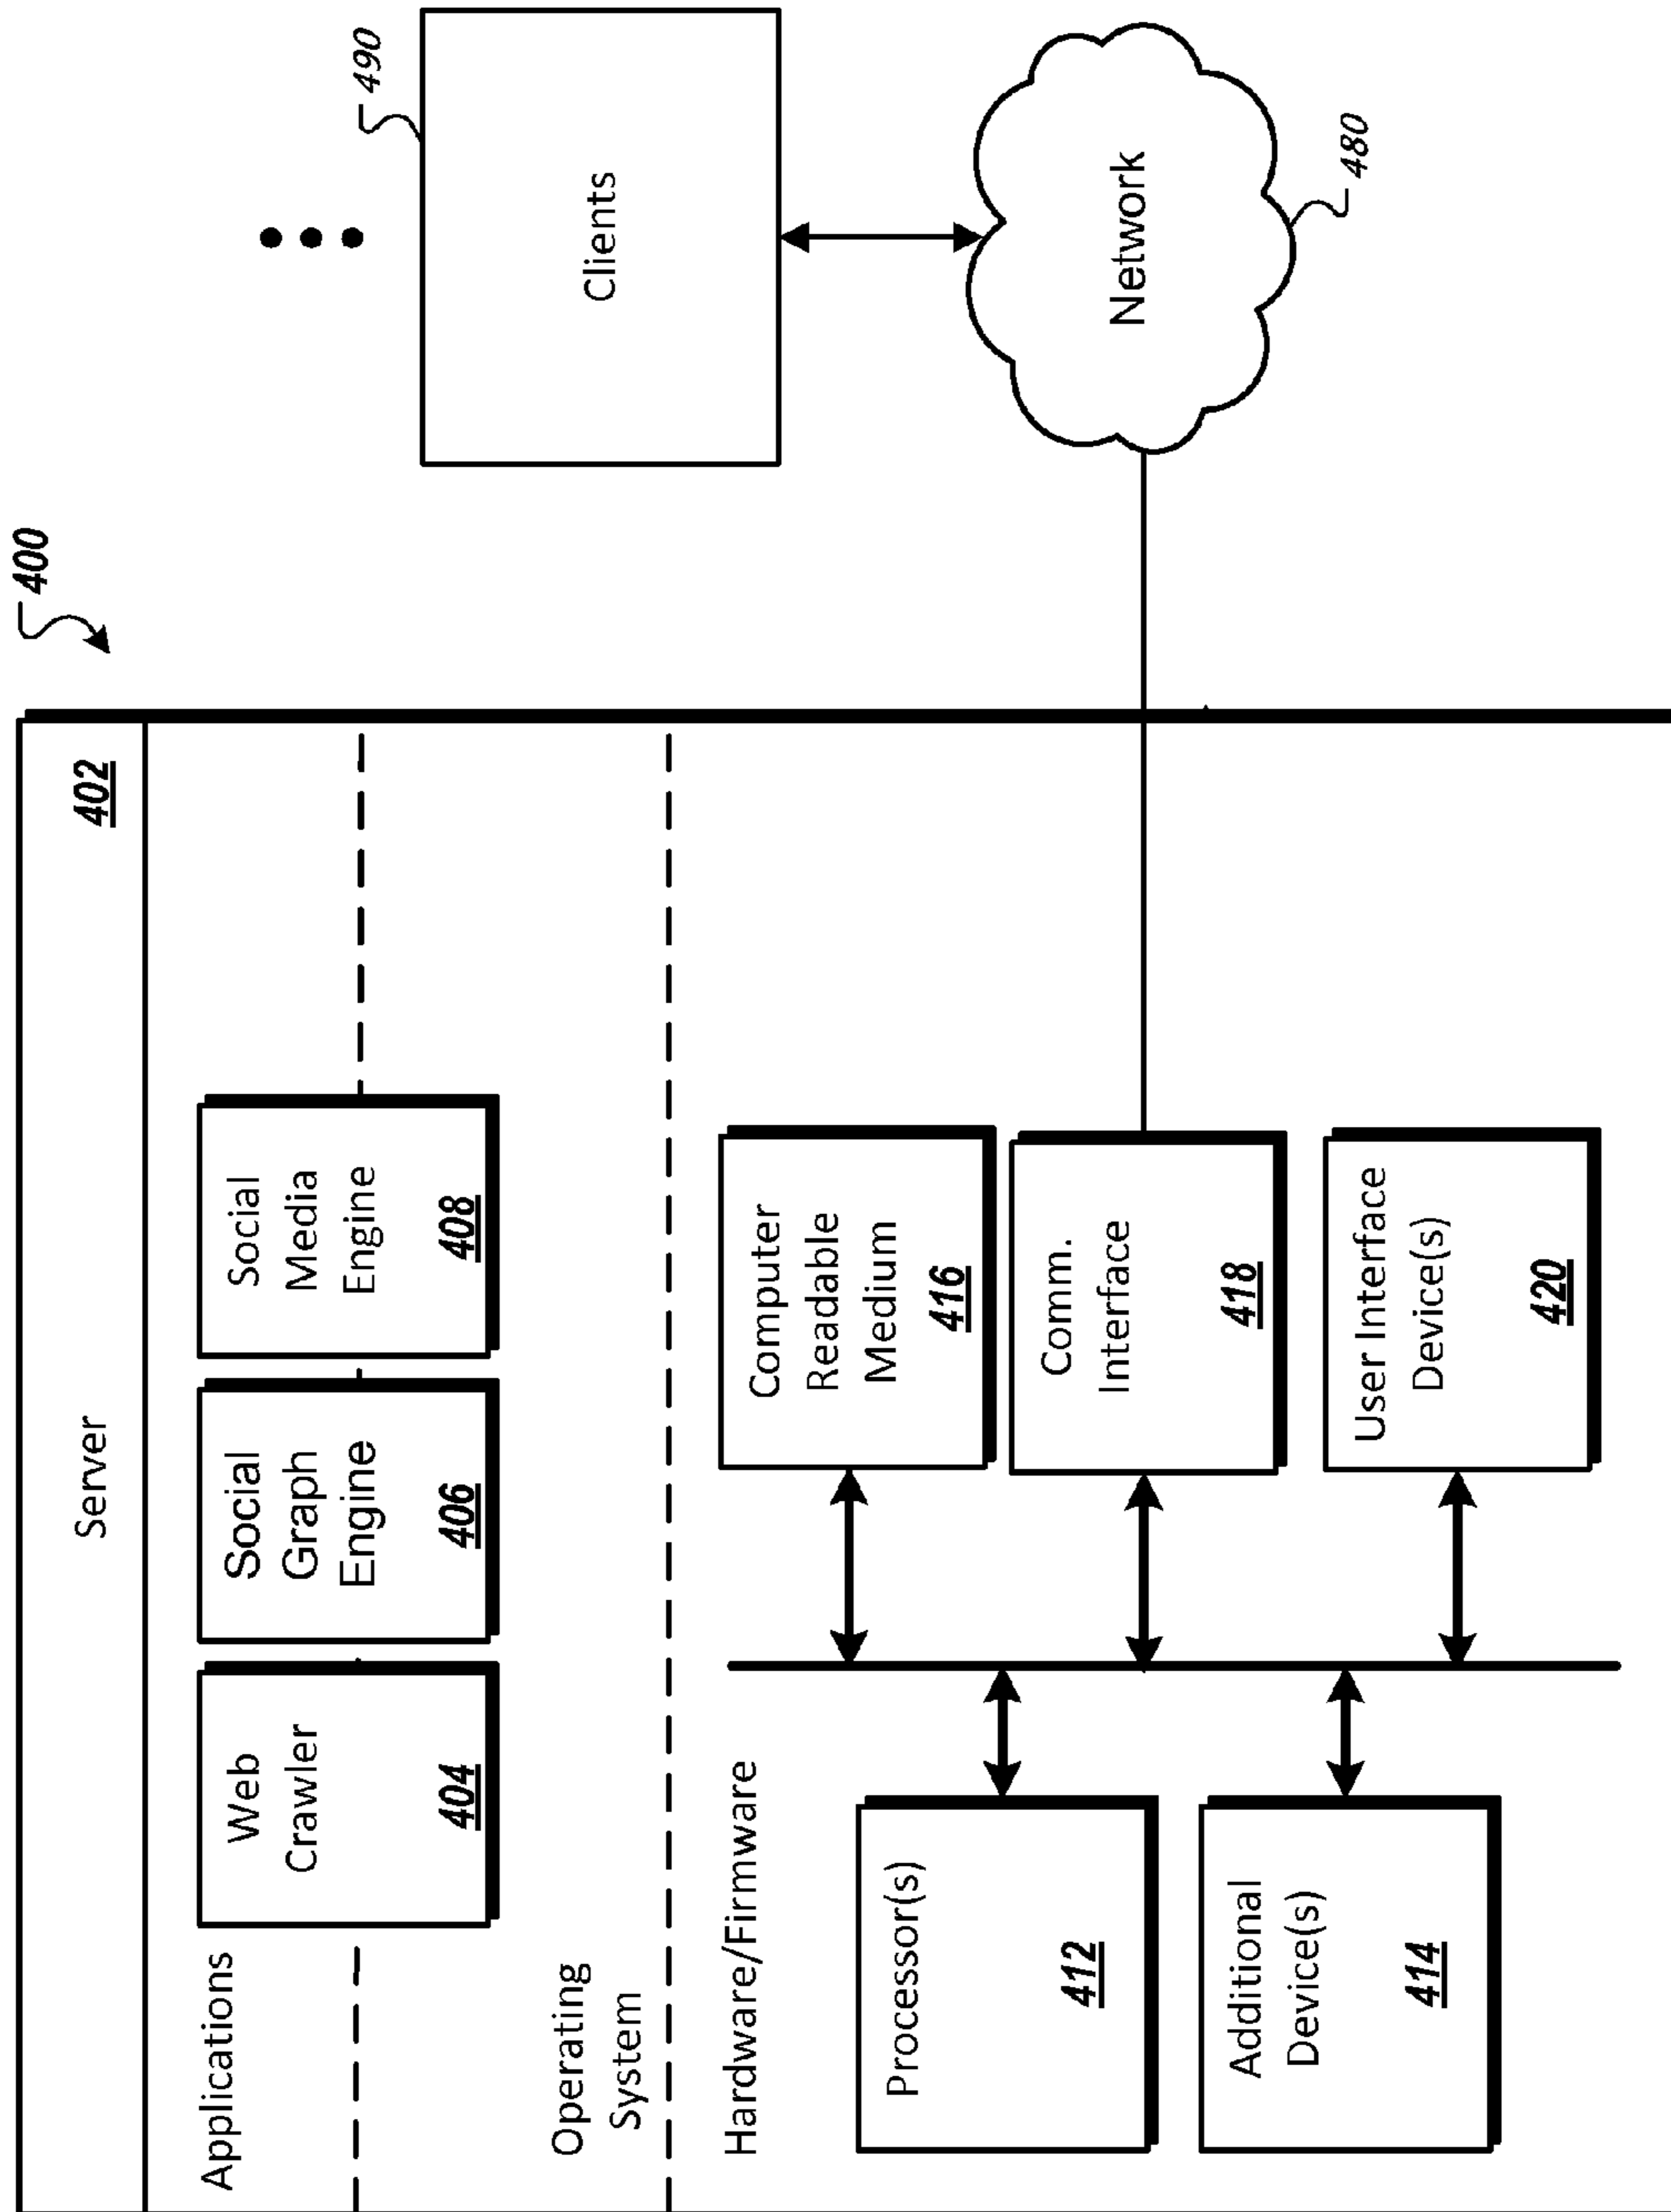 400
Server
402
Applications
Web
Crawler
404
Social
Graph
Engine
406
Social
Media
Engine
408
Operating
System
Hardware/Firmware
Processor(s)
412
Additional
Device(s)
414
Computer
Readable
Medium
416
Comm.
Interface
418
User Interface
Device(s)
420
490
Clients
Network
480